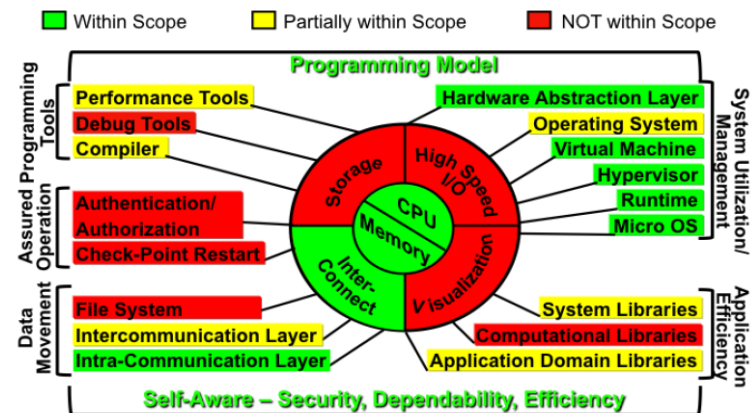 Within Scope
Partially within Scope
NOT within Scope
Programming Model
Programming
Tools
Performance Tools
Debug Tools
Compiler
Assured
Operation
Authentication/
Authorization
Check-Point Restart
Data
Movement
File System
Intercommunication Layer
Intra-Communication Layer
Storage
High Speed
I/O
CPU
Memory
Inter-
Connect
Visualization
Hardware Abstraction Layer
Operating System
Virtual Machine
Hypervisor
Runtime
Micro OS
System Utilization/
Management
System Libraries
Computational Libraries
Application Domain Libraries
Application
Efficiency
Self-Aware – Security, Dependability, Efficiency